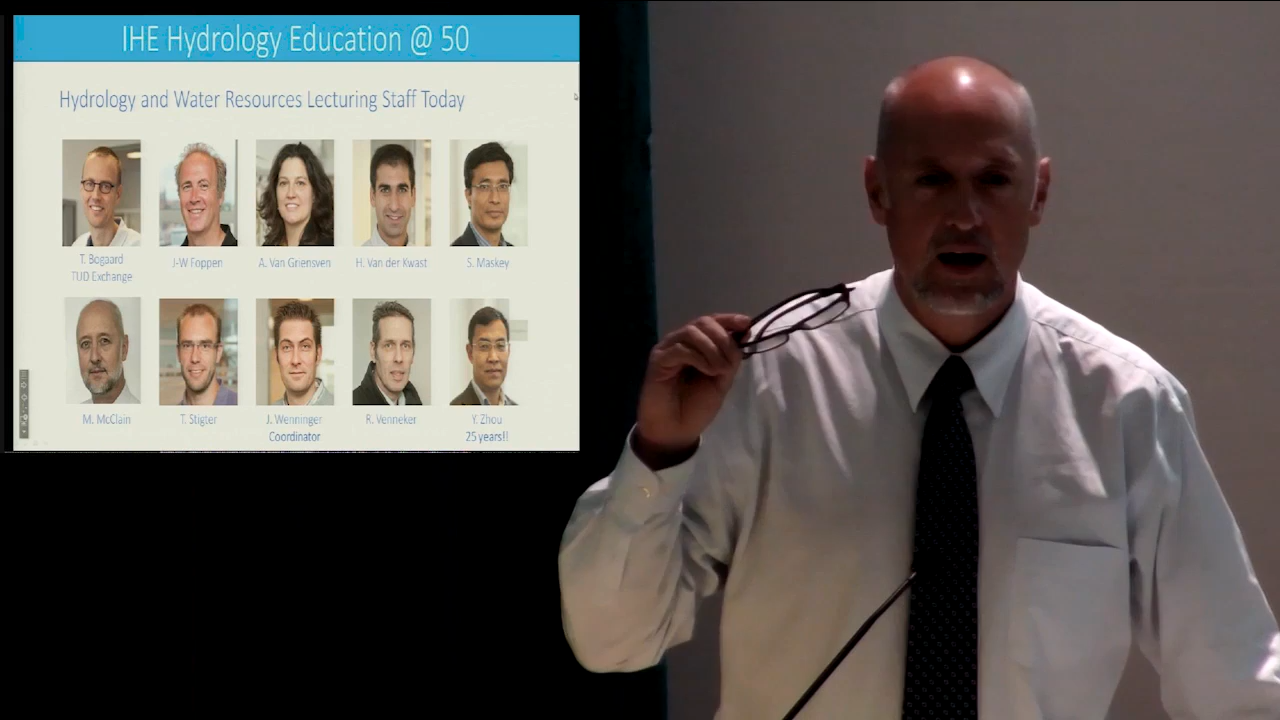 IHE Hydrology Education @ 50
Hydrology and Water Resources Lecturing Staff Today
T. Bogaard
TUD Exchange
J-W Foppen
A. Van Griensven
H. Van der Kwast
S. Maskey
M. McClain
T. Stigter
J. Wenninger
Coordinator
R. Venneker
Y. Zhou
25 years!!